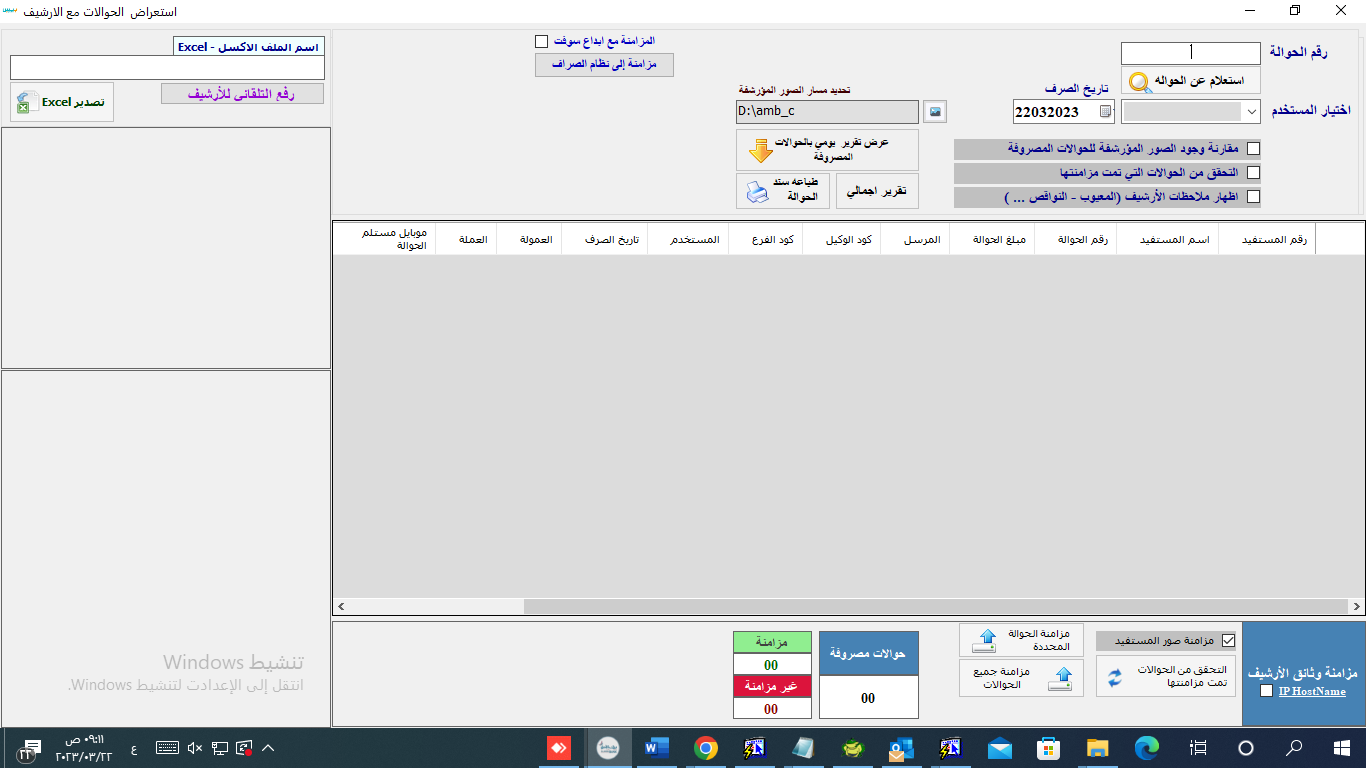 استعراض الحوالات مع الارشيف
رقم الحوالة
استعلام عن الحواله
اختيار المستخدم
تاريخ الصرف
22032023
مقارنة وجود الصور المؤرشفة للحوالات المصروفة
التحقق من الحوالات التي تمت مزامنتها
اظهار ملاحظات الأرشيف (المعيوب - النواقص ... )
المزامنة مع ابداع سوفت
مزامنة إلى نظام الصراف
تحديد مسار الصور المؤرشفة
D:\amb_c
عرض تقرير يومي بالحوالات
المصروفة
تقرير اجمالي
طباعه سند
الحوالة
اسم الملف الاكسل - Excel
رفع التلقائي للأرشيف
تصدير Excel
رقم المستفيد
اسم المستفيد
رقم الحوالة
مبلغ الحوالة
المرسل
كود الوكيل
كود الفرع
المستخدم
تاريخ الصرف
العمولة
العملة
موبايل مستلم
الحوالة
مزامنة وثائق الأرشيف
IP HostName
مزامنة صور المستفيد
التحقق من الحوالات
تمت مزامنتها
مزامنة الحوالة
المحددة
مزامنة جميع
الحوالات
حوالات مصروفة
00
مزامنة
00
غير مزامنة
00
تنشيط Windows
انتقل إلى الإعدادت لتنشيط Windows.
٠٩:١١ ص
٢٠٢٣/٠٣/٢٢
ع
٢٣